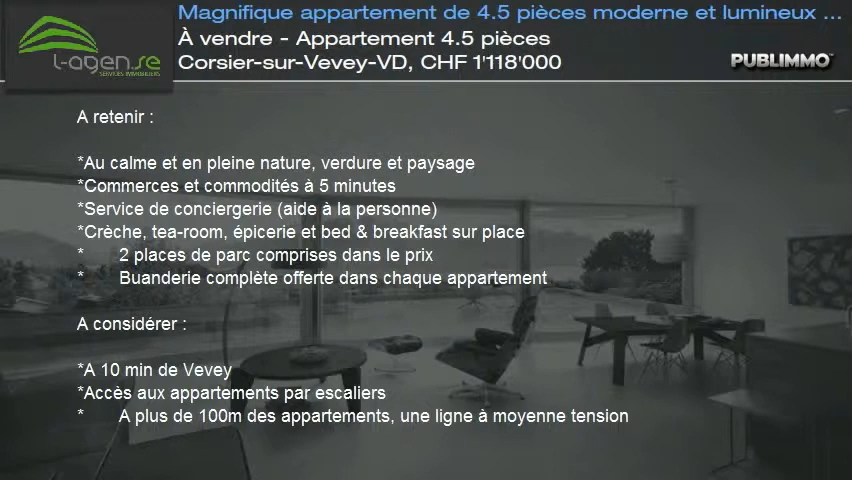 l-agen.se
SERVICES IMMOBILIERS
Magnifique appartement de 4.5 pièces moderne et lumineux ...
À vendre - Appartement 4.5 pièces
Corsier-sur-Vevey-VD, CHF 1'118'000
PUBLIMMO
A retenir :
*Au calme et en pleine nature, verdure et paysage
*Commerces et commodités à 5 minutes
*Service de conciergerie (aide à la personne)
*Crèche, tea-room, épicerie et bed & breakfast sur place
* 2 places de parc comprises dans le prix
* Buanderie complète offerte dans chaque appartement
A considérer :
*A 10 min de Vevey
*Accès aux appartements par escaliers
* A plus de 100m des appartements, une ligne à moyenne tension